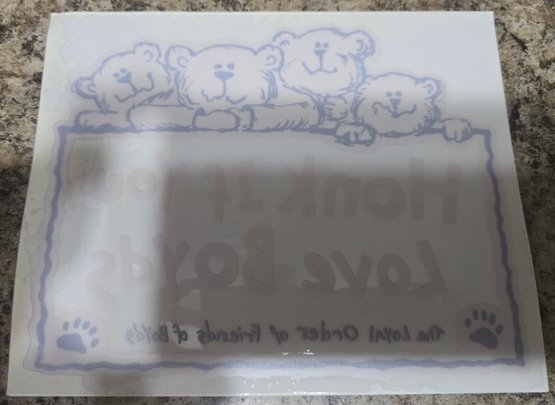 Honk If You
Love Boyds
The Loyal Order of Friends of Boyds